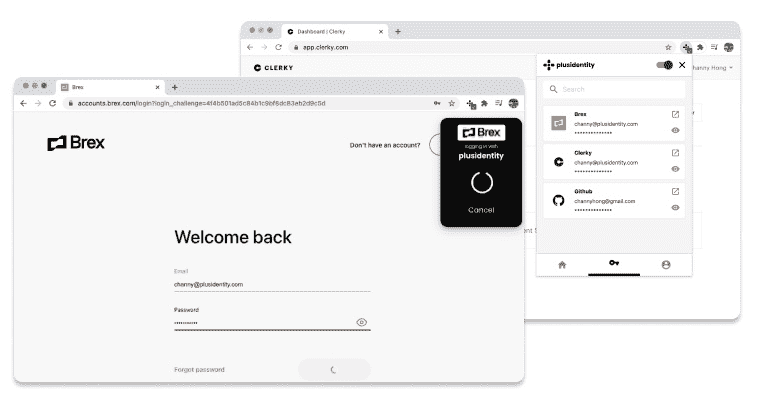 Dashboard | Clerky
app.clerky.com
CLERKY
plusidentity
Channy Hong
Search
Brex
channy@plusidentity.com
••••••••••••••
Clerky
channy@plusidentity.com
••••••••••••••
Github
channyhong@gmail.com
••••••••••••••
Brex
accounts.brex.com/login?login_challenge=4f4b501ad5c84b1c9bf8dc83eb2d9c5d
Brex
Don't have an account?
Brex
logging in with
plusidentity
Cancel
Welcome back
Email
channy@plusidentity.com
Password
•••••••••••
Forgot password